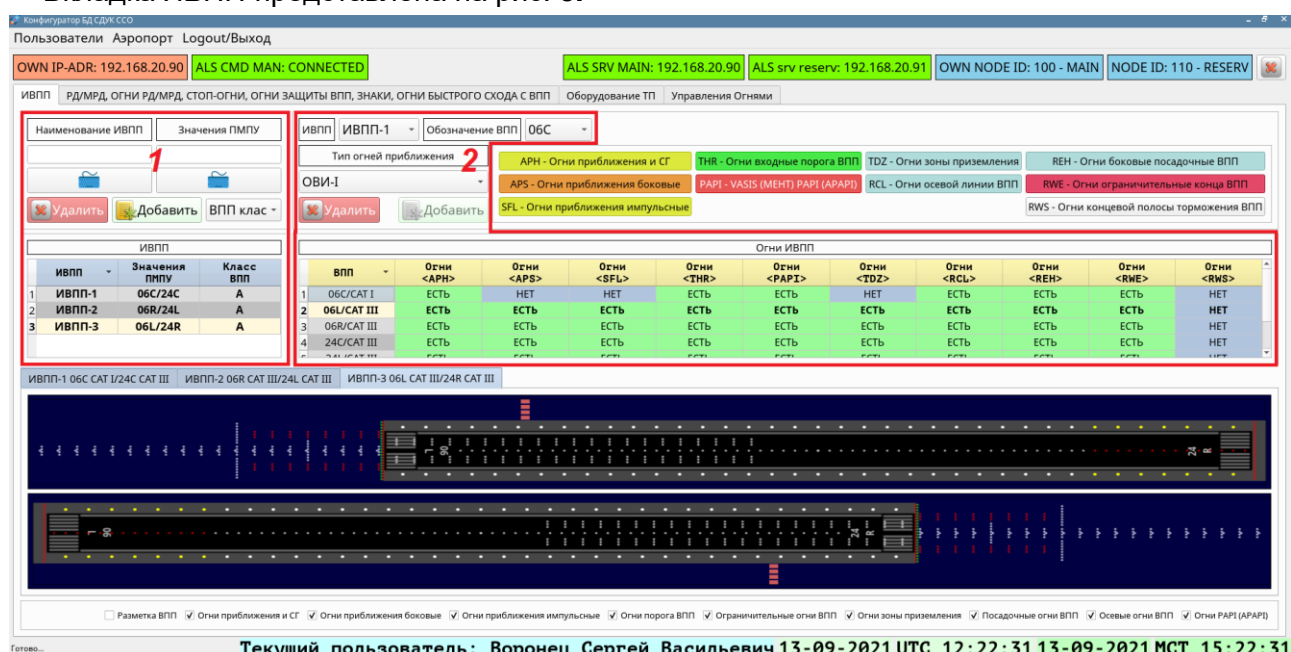 Конфигуратор БД СДУК ССО
Пользователи Аэропорт Logout/Выход
OWN IP-ADR: 192.168.20.90 ALS CMD MAN: CONNECTED ALS SRV MAIN: 192.168.20.90 ALS srv reserv: 192.168.20.91 OWN NODE ID: 100 - MAIN NODE ID: 110 - RESERV
ИВПП РД/МРД, ОГНИ РД/МРД, СТОП-ОГНИ, ОГНИ ЗАЩИТЫ ВПП, ЗНАКИ, ОГНИ БЫСТРОГО СХОДА С ВПП Оборудование ТП Управления Огнями
Наименование ИВПП Значения ПМПУ ИВПП ИВПП-1 Обозначение ВПП 06C
1 Тип огней приближения 2 APH - Огни приближения и СГ THR - Огни входные порога ВПП TDZ - Огни зоны приземления REH - Огни боковые посадочные ВПП
ОВИ-I APS - Огни приближения боковые PAPI - VASIS (МЕНТ) PAPI (APAPI) RCL - Огни осевой линии ВПП RWE - Огни ограничительные конца ВПП
Удалить Добавить ВПП клас Удалить Добавить SFL - Огни приближения импульсные RWS - Огни концевой полосы торможения ВПП
ИВПП Огни ИВПП
ИВПП Значения ПМПУ Класс ВПП ВПП Огни <APH> Огни <APS> Огни <SFL> Огни <THR> Огни <PAPI> Огни <TDZ> Огни <RCL> Огни <REH> Огни <RWE> Огни <RWS>
1 ИВПП-1 06C/24C A 1 06C/CAT I ЕСТЬ НЕТ НЕТ ЕСТЬ ЕСТЬ НЕТ ЕСТЬ ЕСТЬ ЕСТЬ НЕТ
2 ИВПП-2 06R/24L A 2 06L/CAT III ЕСТЬ ЕСТЬ ЕСТЬ ЕСТЬ ЕСТЬ ЕСТЬ ЕСТЬ ЕСТЬ ЕСТЬ НЕТ
3 ИВПП-3 06L/24R A 3 06R/CAT III ЕСТЬ ЕСТЬ ЕСТЬ ЕСТЬ ЕСТЬ ЕСТЬ ЕСТЬ ЕСТЬ ЕСТЬ НЕТ
4 24C/CAT III ЕСТЬ ЕСТЬ ЕСТЬ ЕСТЬ ЕСТЬ ЕСТЬ ЕСТЬ ЕСТЬ ЕСТЬ НЕТ
ИВПП-1 06C CAT I/24C CAT III ИВПП-2 06R CAT III/24L CAT III ИВПП-3 06L CAT III/24R CAT III
L 06 24 R
L 06 24 R
Разметка ВПП Огни приближения и СГ Огни приближения боковые Огни приближения импульсные Огни порога ВПП Ограничительные огни ВПП Огни зоны приземления Посадочные огни ВПП Осевые огни ВПП Огни PAPI (APAPI)
Готово... Текущий пользователь: Воронец Сергей Васильевич 13-09-2021 UTC 12:22:31 13-09-2021 МСТ 15:22:31